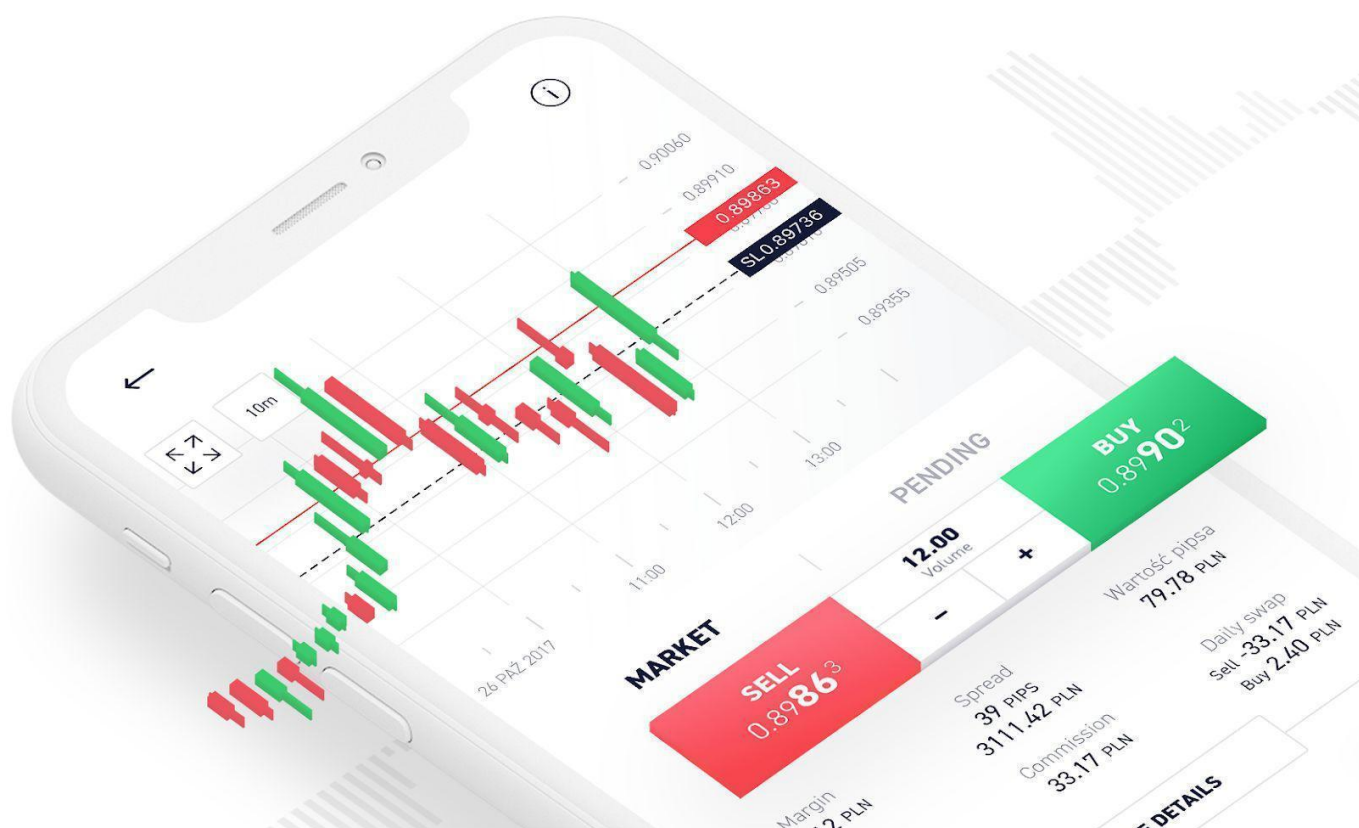 0.90060
0.89910
0.89863
SL0.89736
0.89505
0.89355
10m
13:00
12:00
11:00
26 PAŹ 2017
MARKET
PENDING
SELL
0.89863
12.00
Volume
-
+
BUY
0.89902
Wartość pipsa
79.78 PLN
Spread
39 PIPS
3111.42 PLN
Daily swap
Sell -33.17 PLN
Buy 2.40 PLN
Commission
33.17 PLN
Margin
PLN
DETAILS